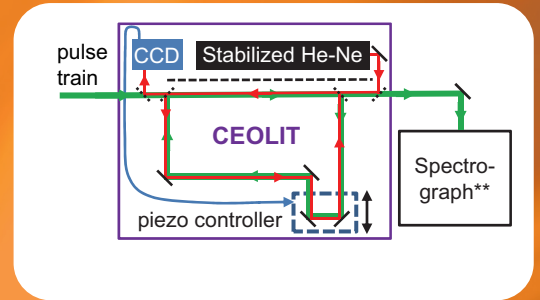 pulse
train
CCD
Stabilized He-Ne
CEOLIT
Spectro-
graph**
piezo controller